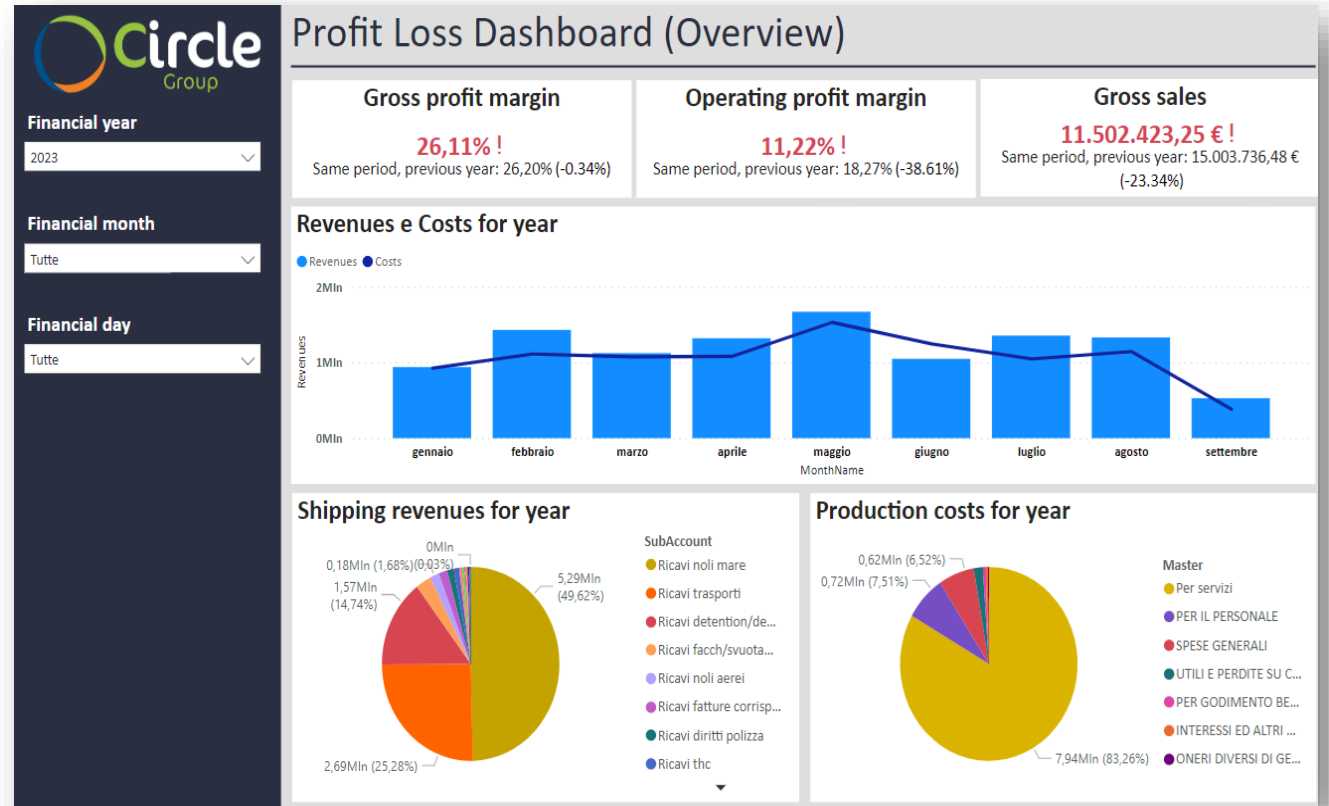 Circle
Group
Profit Loss Dashboard (Overview)
Financial year
2023
Financial month
Tutte
Financial day
Tutte
Gross profit margin
26,11% !
Same period, previous year: 26,20% (-0.34%)
Operating profit margin
11,22% !
Same period, previous year: 18,27% (-38.61%)
Gross sales
11.502.423,25 € !
Same period, previous year: 15.003.736,48 €
(-23.34%)
Revenues e Costs for year
Revenues Costs
2Mln
1Mln
0Mln
Revenues
gennaio febbraio marzo aprile maggio giugno luglio agosto settembre
MonthName
Shipping revenues for year
0Mln
(0,03%)
0,18Mln (1,68%)
1,57Mln
(14,74%)
5,29Mln
(49,62%)
2,69Mln (25,28%)
SubAccount
Ricavi noli mare
Ricavi trasporti
Ricavi detention/de...
Ricavi facch/svuota...
Ricavi noli aerei
Ricavi fatture corrisp...
Ricavi diritti polizza
Ricavi thc
Production costs for year
0,62Mln (6,52%)
0,72Mln (7,51%)
7,94Mln (83,26%)
Master
Per servizi
PER IL PERSONALE
SPESE GENERALI
UTILI E PERDITE SU C...
PER GODIMENTO BE...
INTERESSI ED ALTRI ...
ONERI DIVERSI DI GE...